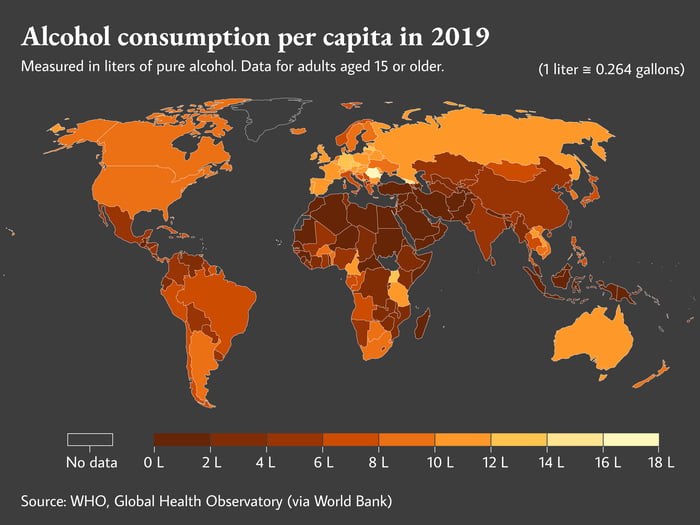 Alcohol consumption per capita in 2019
Measured in liters of pure alcohol. Data for adults aged 15 or older.
(1 liter ≅ 0.264 gallons)
No data
0 L 2 L 4 L 6 L 8 L 10 L 12 L 14 L 16 L 18 L
Source: WHO, Global Health Observatory (via World Bank)